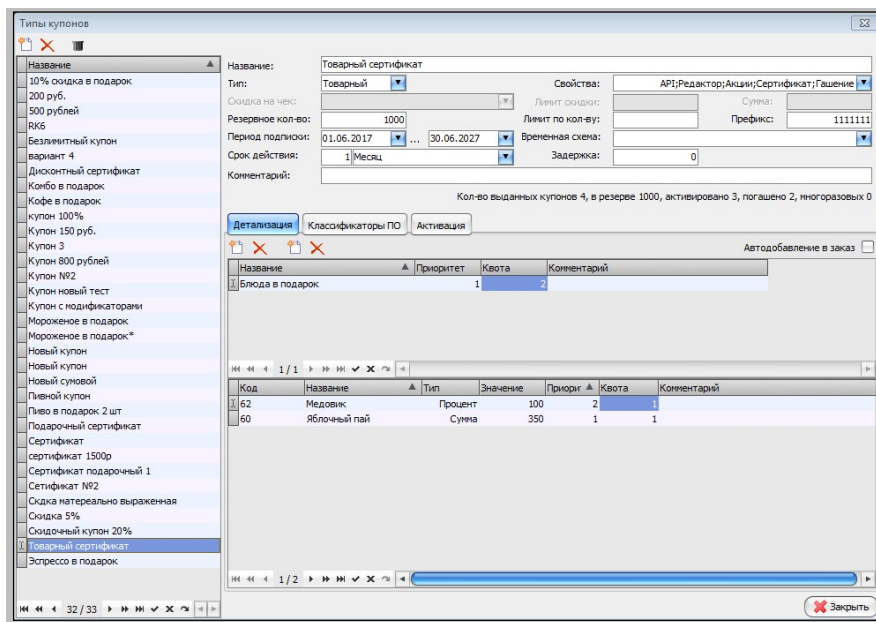 Типы купонов
Название
10% скидка в подарок
200 руб.
500 рублей
RK6
Безлимитный купон
вариант 4
Дисконтный сертификат
Комбо в подарок
Кофе в подарок
купон 100%
Купон 150 руб.
Купон 3
Купон 800 рублей
Купон №2
Купон новый тест
Купон с модификаторами
Мороженое в подарок
Мороженое в подарок*
Новый купон
Новый купон
Новый сумовой
Пивной купон
Пиво в подарок 2 шт
Подарочный сертификат
Сертификат
сертификат 1500р
Сертификат подарочный 1
Сетификат №2
Скдка матереально выраженная
Скидка 5%
Скидочный купон 20%
Товарный сертификат
Эспрессо в подарок
32 / 33
Название: Товарный сертификат
Тип: Товарный Свойства: API;Редактор;Акции;Сертификат;Гашение
Скидка на чек: Лимит скидки: Сумма:
Резервное кол-во: 1000 Лимит по кол-ву: Префикс: 1111111
Период подписки: 01.06.2017 ... 30.06.2027 Временная схема:
Срок действия: 1 Месяц Задержка: 0
Комментарий:
Кол-во выданных купонов 4, в резерве 1000, активировано 3, погашено 2, многоразовых 0
Детализация Классификаторы ПО Активация
Автодобавление в заказ
Название Приоритет Квота Комментарий
Блюда в подарок 1 2
1 / 1
Код Название Тип Значение Приори Квота Комментарий
62 Медовик Процент 100 2 1
60 Яблочный пай Сумма 350 1 1
1 / 2
Закрыть